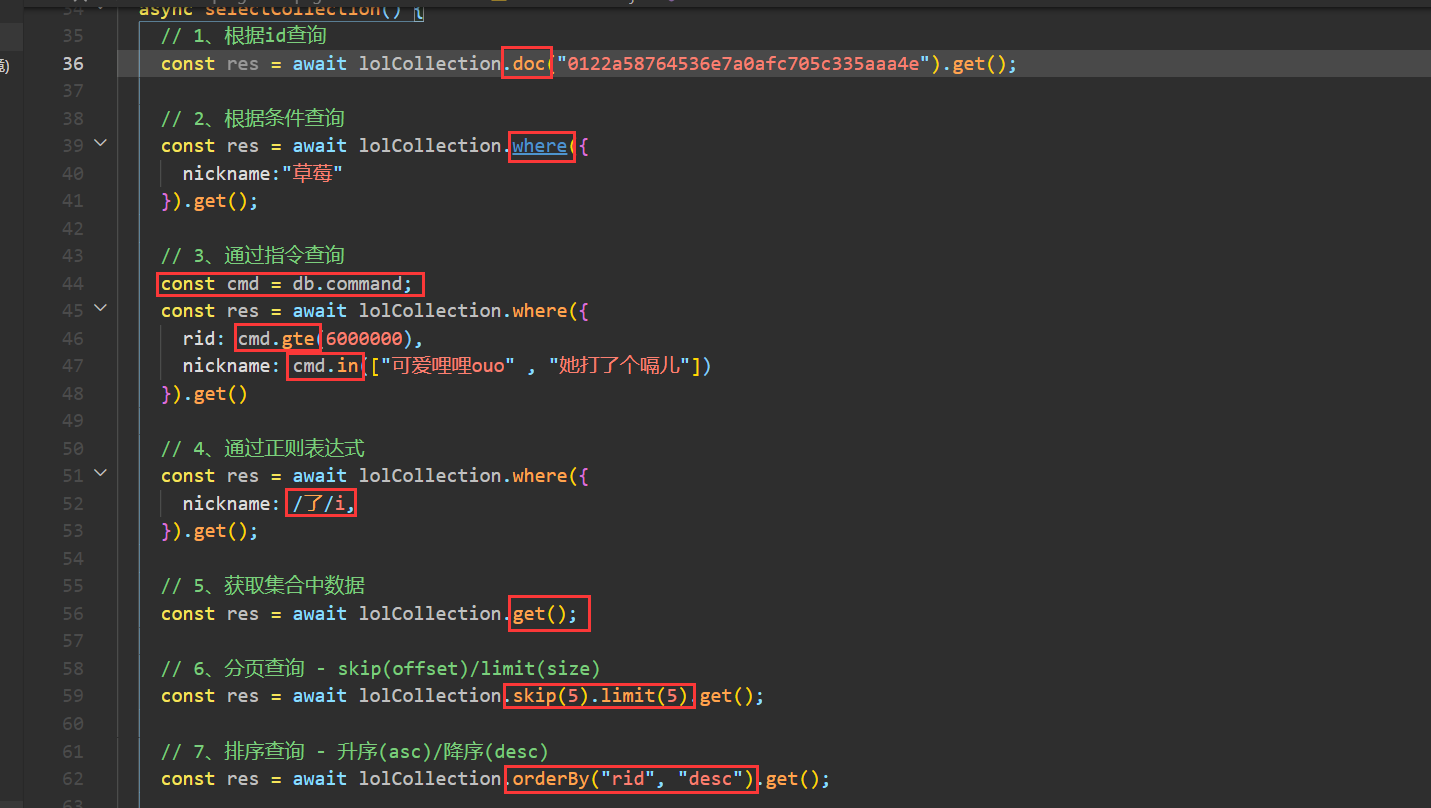 34 async selectCollection() {
35 // 1、根据id查询
36 const res = await lolCollection.doc("0122a58764536e7a0afc705c335aaa4e").get();
37
38 // 2、根据条件查询
39 const res = await lolCollection.where({
40 nickname:"草莓"
41 }).get();
42
43 // 3、通过指令查询
44 const cmd = db.command;
45 const res = await lolCollection.where({
46 rid: cmd.gte(6000000),
47 nickname: cmd.in(["可爱哩哩ouo" , "她打了个嗝儿"])
48 }).get()
49
50 // 4、通过正则表达式
51 const res = await lolCollection.where({
52 nickname: /了/i,
53 }).get();
54
55 // 5、获取集合中数据
56 const res = await lolCollection.get();
57
58 // 6、分页查询 - skip(offset)/limit(size)
59 const res = await lolCollection.skip(5).limit(5).get();
60
61 // 7、排序查询 - 升序(asc)/降序(desc)
62 const res = await lolCollection.orderBy("rid", "desc").get();
63